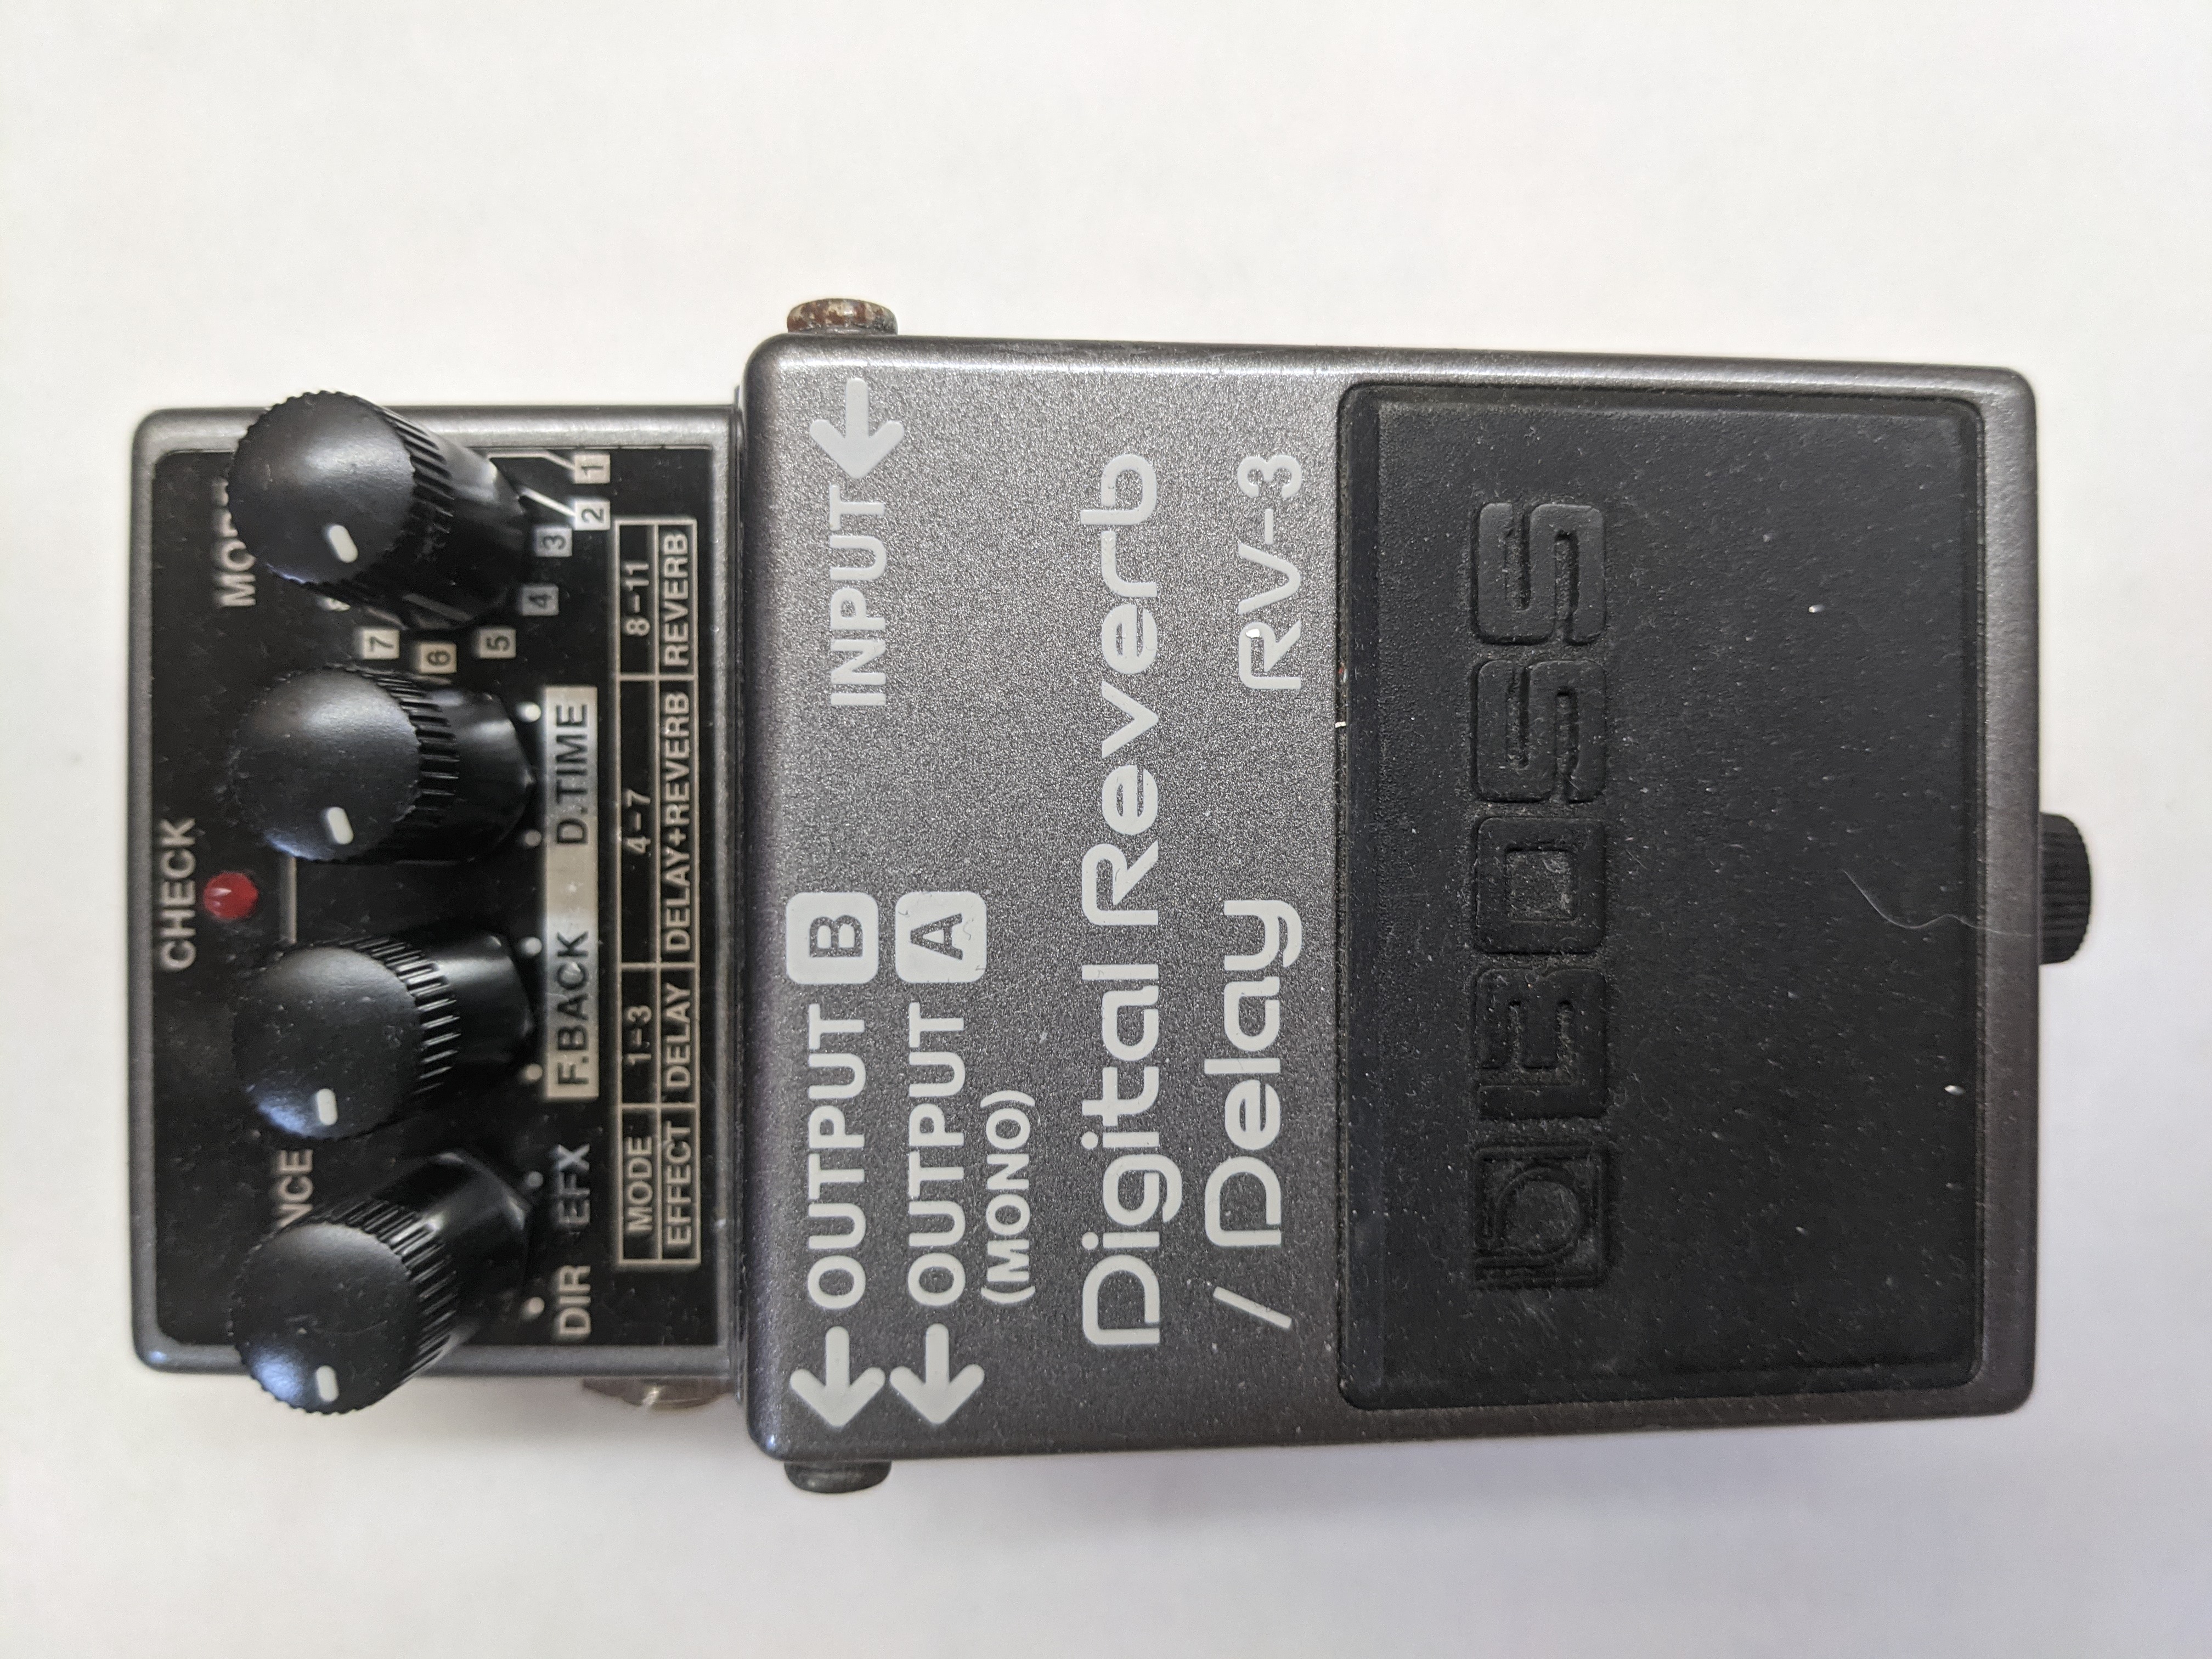 CHECK
7
6
5
4
3
2
1
DIR EFX
F.BACK D.TIME
MODE 1-3 4-7 8-11
EFFECT DELAY DELAY+REVERB REVERB
OUTPUT B
INPUT
OUTPUT A
(MONO)
Digital Reverb
/ Delay RV-3
BOSS